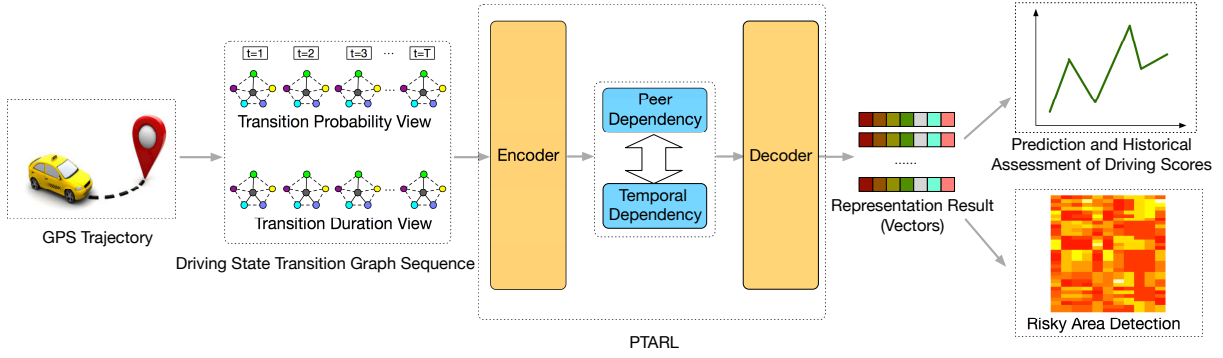 GPS Trajectory
t=1 t=2 t=3 ... t=T
Transition Probability View
Transition Duration View
Driving State Transition Graph Sequence
Encoder
Peer
Dependency
Temporal
Dependency
Decoder
PTARL
......
Representation Result
(Vectors)
Prediction and Historical
Assessment of Driving Scores
Risky Area Detection